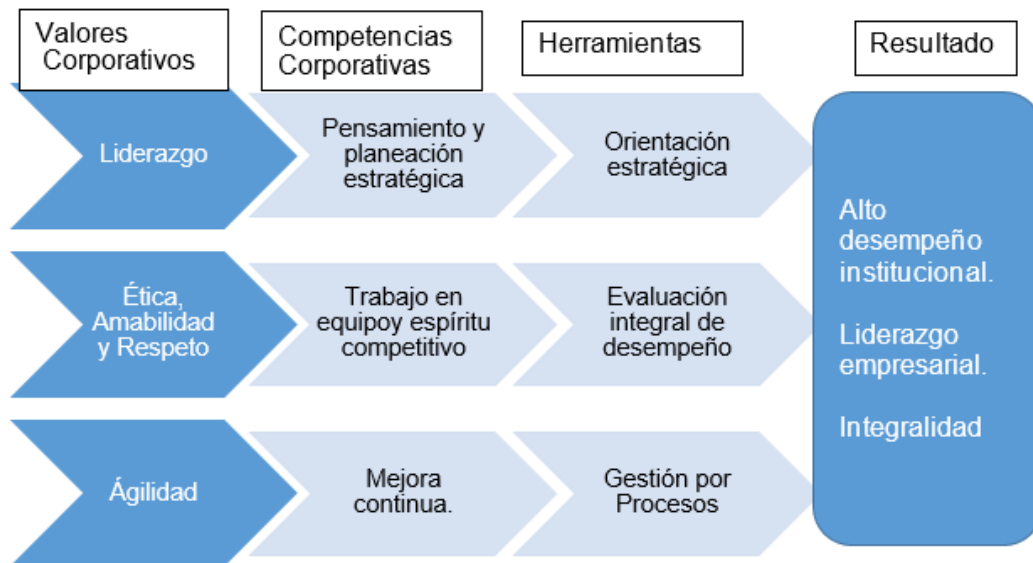 Valores
Corporativos
Competencias
Corporativas
Herramientas
Resultado
Liderazgo
Pensamiento y
planeación
estratégica
Orientación
estratégica
Ética,
Amabilidad
y Respeto
Trabajo en
equipoy espíritu
competitivo
Evaluación
integral de
desempeño
Ágilidad
Mejora
continua.
Gestión por
Procesos
Alto
desempeño
institucional.
Liderazgo
empresarial.
Integralidad